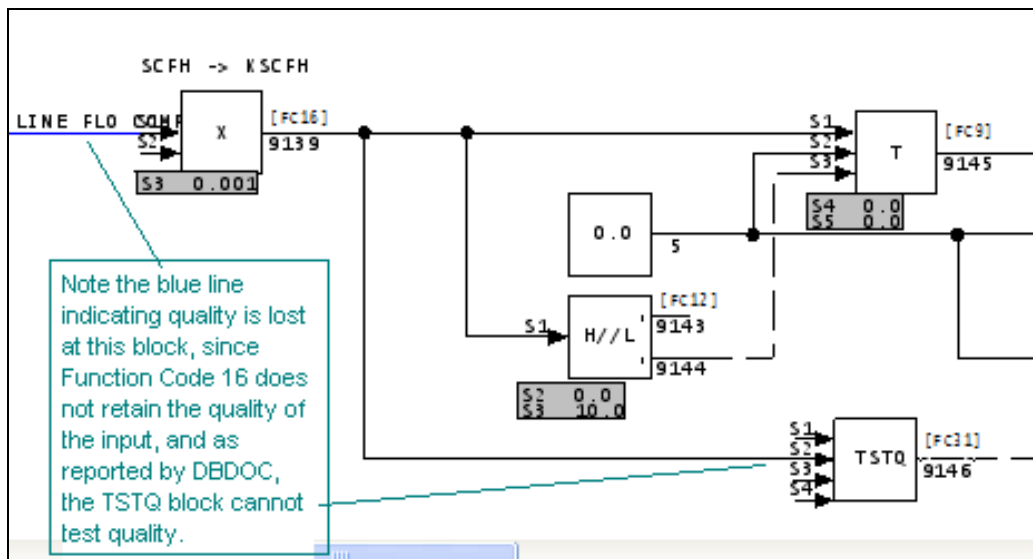 SCFH -> KSCFH
LINE FLO COMP
S1
S2
X
[FC16]
9139
S3 0.001
S1
S2
S3
T
[FC9]
9145
S4 0.0
S5 0.0
0.0
5
S1
H//L
[FC12]
9143
9144
S2 0.0
S3 10.0
Note the blue line
indicating quality is lost
at this block, since
Function Code 16 does
not retain the quality of
the input, and as
reported by DBDOC,
the TSTQ block cannot
test quality.
S1
S2
S3
S4
TSTQ
[FC31]
9146